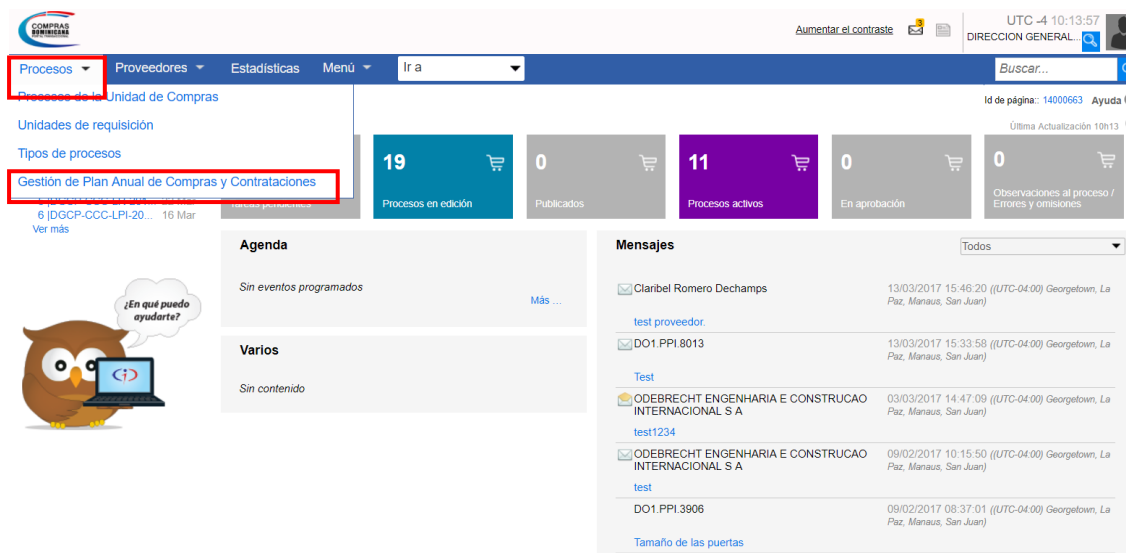 COMPRAS
DOMINICANA
Aumentar el contraste
3
UTC -4 10:13:57
DIRECCION GENERAL...
Procesos
Proveedores
Estadísticas
Menú
Ir a
Buscar...
Procesos de la Unidad de Compras
Id de página:: 14000663 Ayuda
Unidades de requisición
Última Actualización 10h13
Tipos de procesos
Gestión de Plan Anual de Compras y Contrataciones
19
0
11
0
0
Tareas pendientes
Procesos en edición
Publicados
Procesos activos
En aprobación
Observaciones al proceso /
Errores y omisiones
6 |DGCP-CCC-LPI-20... 16 Mar
Ver más
Agenda
Sin eventos programados
Más ...
Varios
Sin contenido
¿En qué puedo
ayudarte?
Mensajes
Todos
Claribel Romero Dechamps
13/03/2017 15:46:20 ((UTC-04:00) Georgetown, La
Paz, Manaus, San Juan)
test proveedor.
DO1.PPI.8013
13/03/2017 15:33:58 ((UTC-04:00) Georgetown, La
Paz, Manaus, San Juan)
Test
ODEBRECHT ENGENHARIA E CONSTRUCAO
INTERNACIONAL S A
03/03/2017 14:47:09 ((UTC-04:00) Georgetown, La
Paz, Manaus, San Juan)
test1234
ODEBRECHT ENGENHARIA E CONSTRUCAO
INTERNACIONAL S A
09/02/2017 10:15:50 ((UTC-04:00) Georgetown, La
Paz, Manaus, San Juan)
test
DO1.PPI.3906
09/02/2017 08:37:01 ((UTC-04:00) Georgetown, La
Paz, Manaus, San Juan)
Tamaño de las puertas